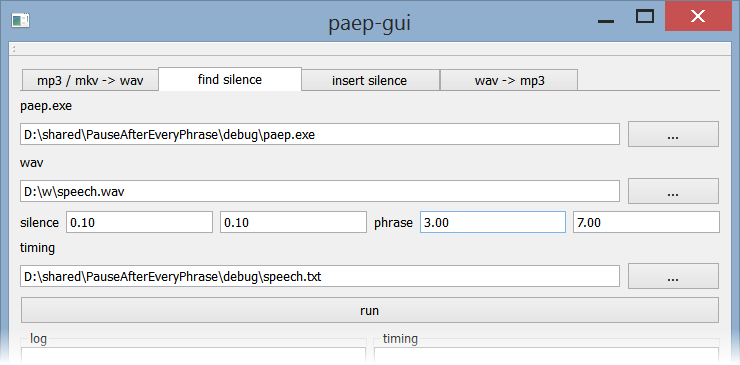 paep-gui
mp3 / mkv -> wav find silence insert silence wav -> mp3
paep.exe
D:\shared\PauseAfterEveryPhrase\debug\paep.exe ...
wav
D:\w\speech.wav ...
silence 0.10 0.10 phrase 3.00 7.00
timing
D:\shared\PauseAfterEveryPhrase\debug\speech.txt ...
run
log timing